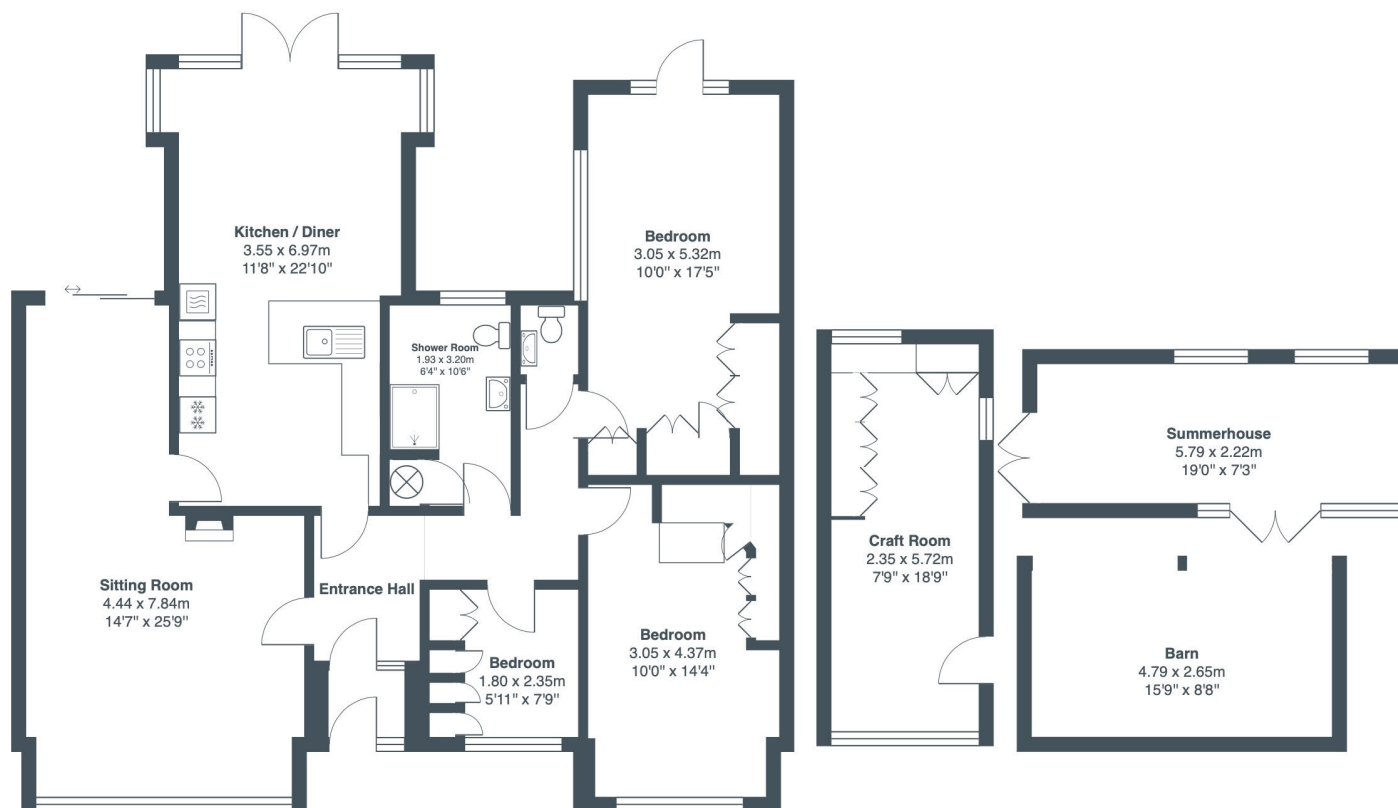 Kitchen / Diner
3.55 x 6.97m
11'8" x 22'10"
Bedroom
3.05 x 5.32m
10'0" x 17'5"
Shower Room
1.93 x 3.20m
6'4" x 10'6"
Sitting Room
4.44 x 7.84m
14'7" x 25'9"
Entrance Hall
Bedroom
1.80 x 2.35m
5'11" x 7'9"
Bedroom
3.05 x 4.37m
10'0" x 14'4"
Craft Room
2.35 x 5.72m
7'9" x 18'9"
Summerhouse
5.79 x 2.22m
19'0" x 7'3"
Barn
4.79 x 2.65m
15'9" x 8'8"